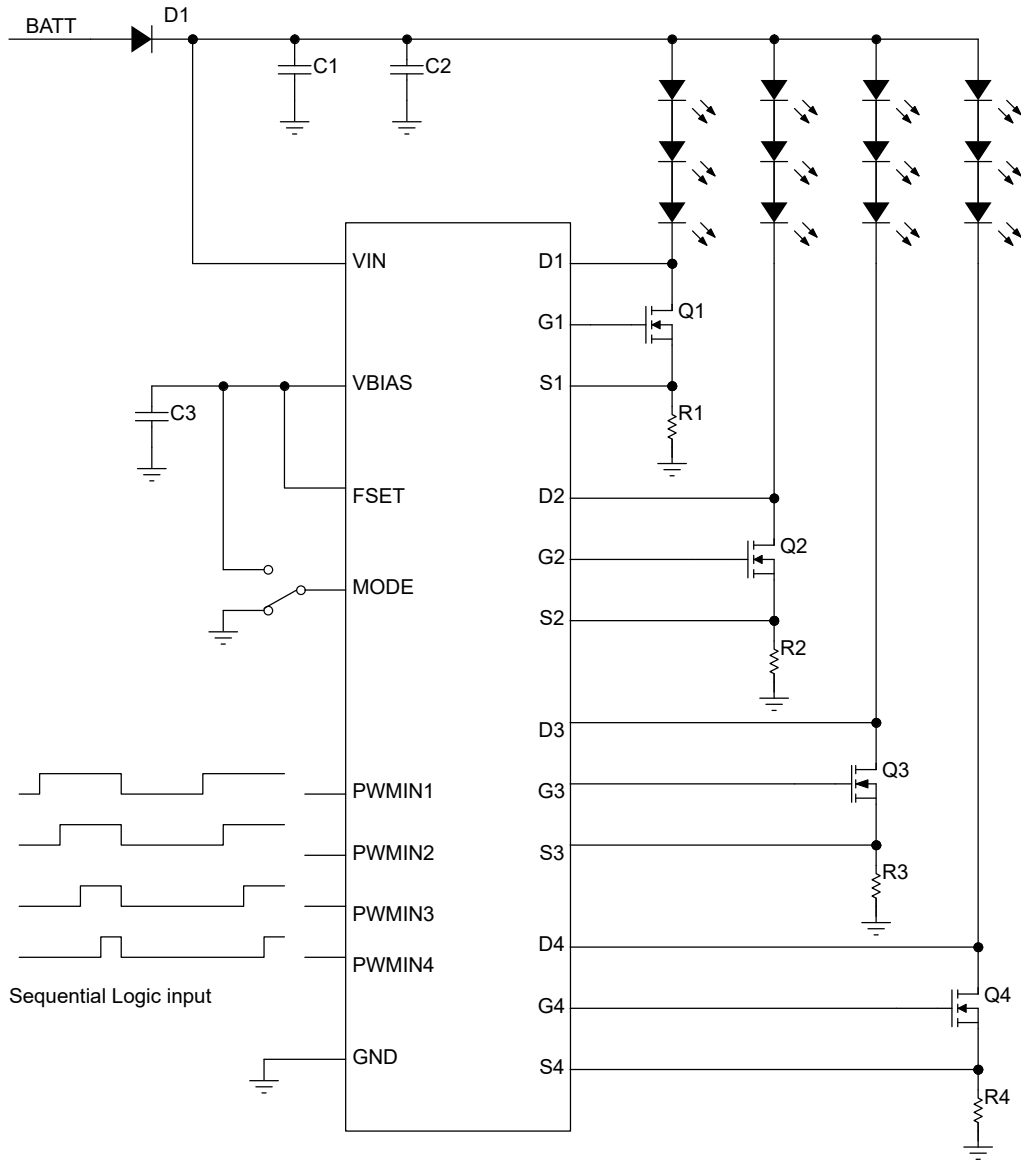 BATT
D1
C1
C2
VIN
D1
Q1
G1
VBIAS
S1
C3
R1
FSET
D2
Q2
G2
MODE
S2
R2
D3
Q3
PWMIN1
G3
PWMIN2
S3
R3
PWMIN3
D4
PWMIN4
Sequential Logic input
Q4
G4
GND
S4
R4